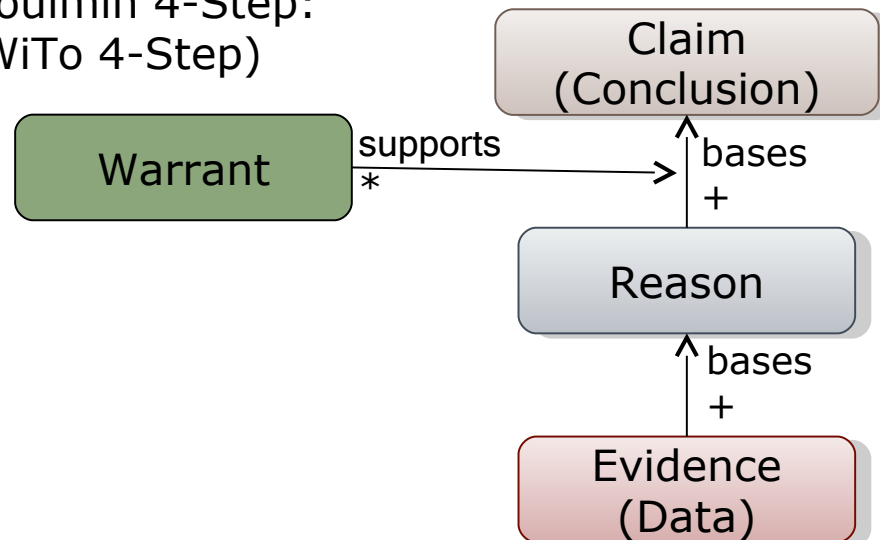 oulmin 4-Step:
WiTo 4-Step)
Claim
(Conclusion)
Warrant
supports
*
bases
+
Reason
bases
+
Evidence
(Data)